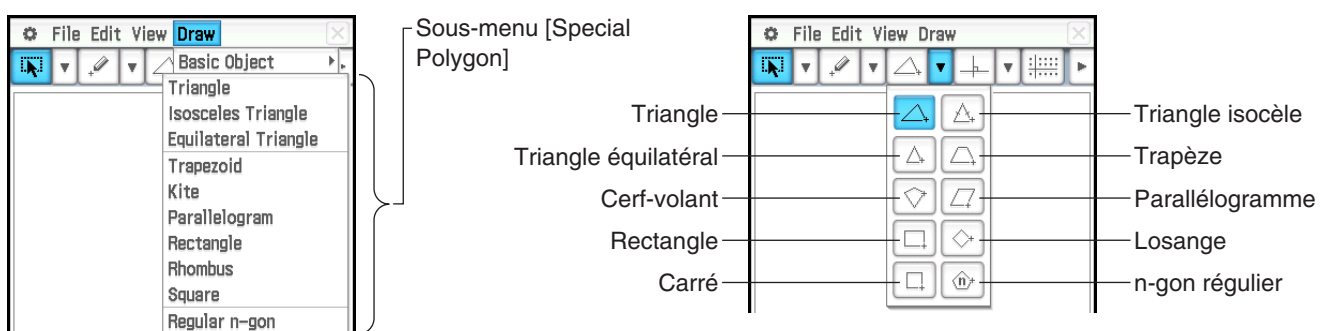 File Edit View Draw
Basic Object
Triangle
Isosceles Triangle
Equilateral Triangle
Trapezoid
Kite
Parallelogram
Rectangle
Rhombus
Square
Regular n-gon
Sous-menu [Special
Polygon]
File Edit View Draw
Triangle
Triangle isocèle
Triangle équilatéral
Trapèze
Cerf-volant
Parallélogramme
Rectangle
Losange
Carré
n
n-gon régulier